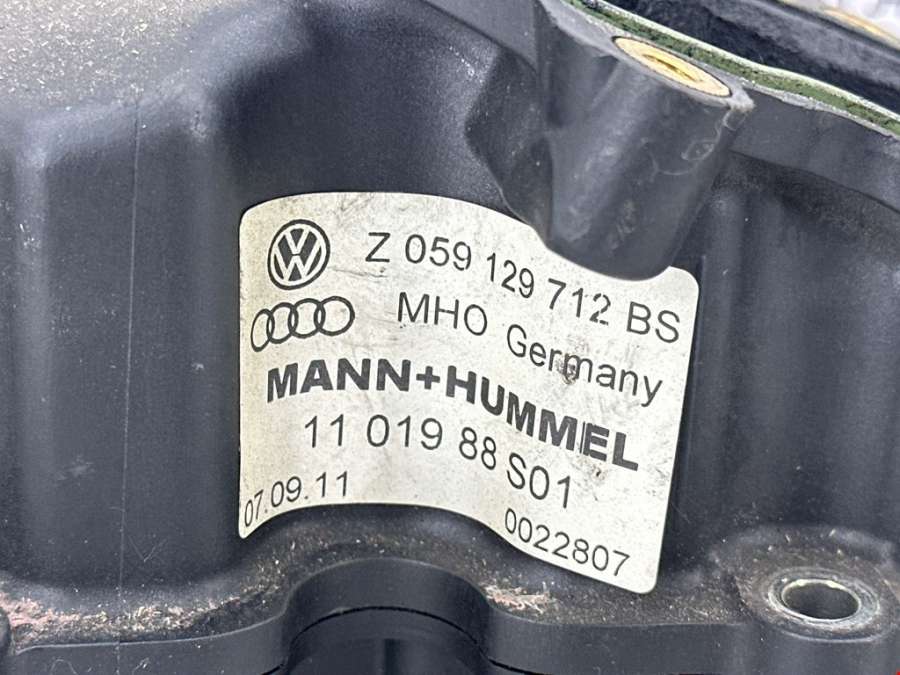 Z 059 129 712 BS
MHO Germany
MANN+HUMMEL
11 019 88 S01
07.09.11
0022807